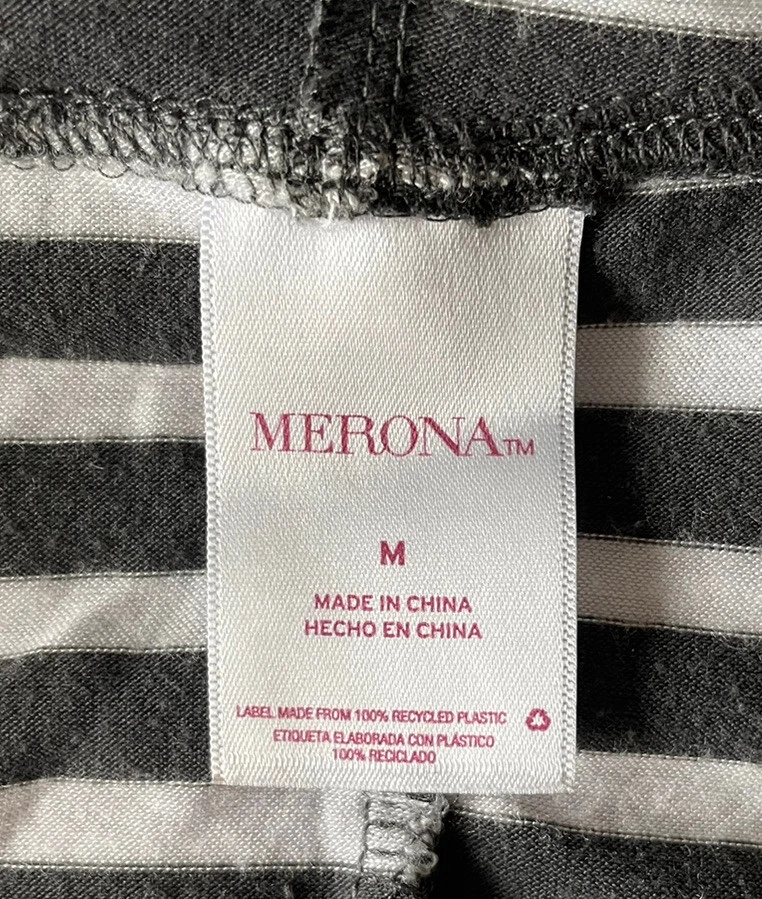 MERONA™
M
MADE IN CHINA
HECHO EN CHINA
LABEL MADE FROM 100% RECYCLED PLASTIC
ETIQUETA ELABORADA CON PLÁSTICO
100% RECICLADO